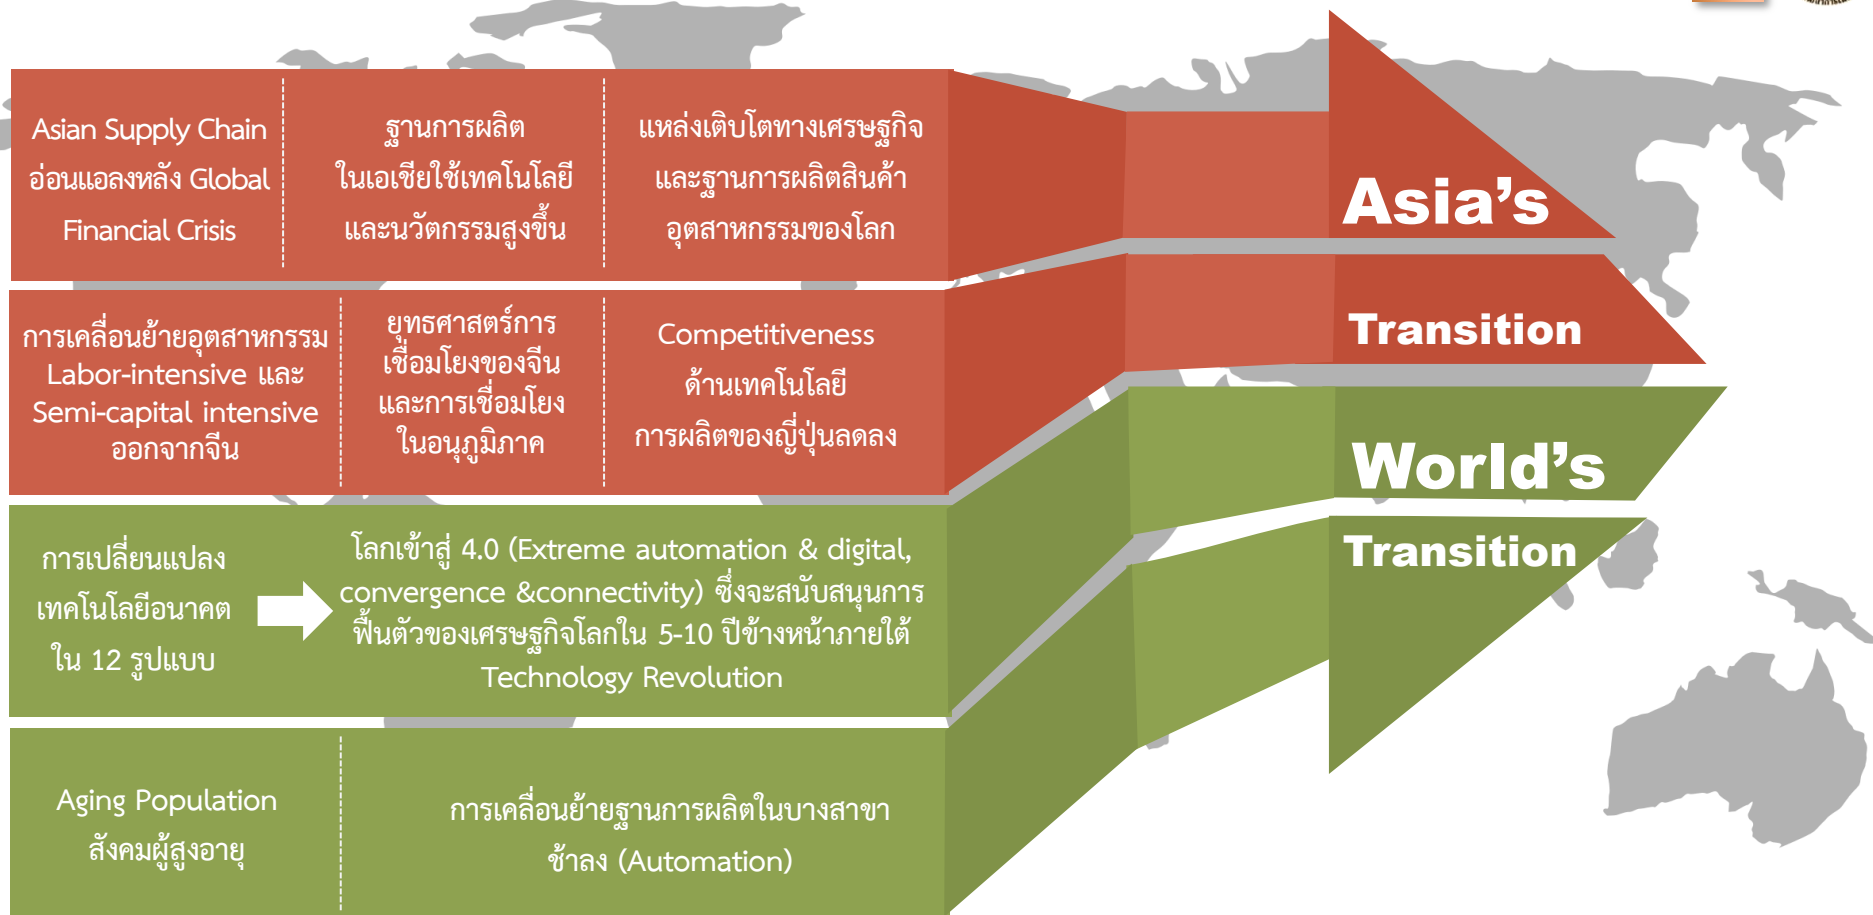 Asian Supply Chain
อ่อนแอลงหลัง Global
Financial Crisis
ฐานการผลิต
ในเอเชียใช้เทคโนโลยี
และนวัตกรรมสูงขึ้น
แหล่งเติบโตทางเศรษฐกิจ
และฐานการผลิตสินค้า
อุตสาหกรรมของโลก
Asia's
การเคลื่อนย้ายอุตสาหกรรม
Labor-intensive และ
Semi-capital intensive
ออกจากจีน
ยุทธศาสตร์การ
เชื่อมโยงของจีน
และการเชื่อมโยง
ในอนุภูมิภาค
Competitiveness
ด้านเทคโนโลยี
การผลิตของญี่ปุ่นลดลง
Transition
การเปลี่ยนแปลง
เทคโนโลยีอนาคต
ใน 12 รูปแบบ
โลกเข้าสู่ 4.0 (Extreme automation & digital,
convergence &connectivity) ซึ่งจะสนับสนุนการ
ฟื้นตัวของเศรษฐกิจโลกใน 5-10 ปีข้างหน้าภายใต้
Technology Revolution
World's
Transition
Aging Population
สังคมผู้สูงอายุ
การเคลื่อนย้ายฐานการผลิตในบางสาขา
ช้าลง (Automation)